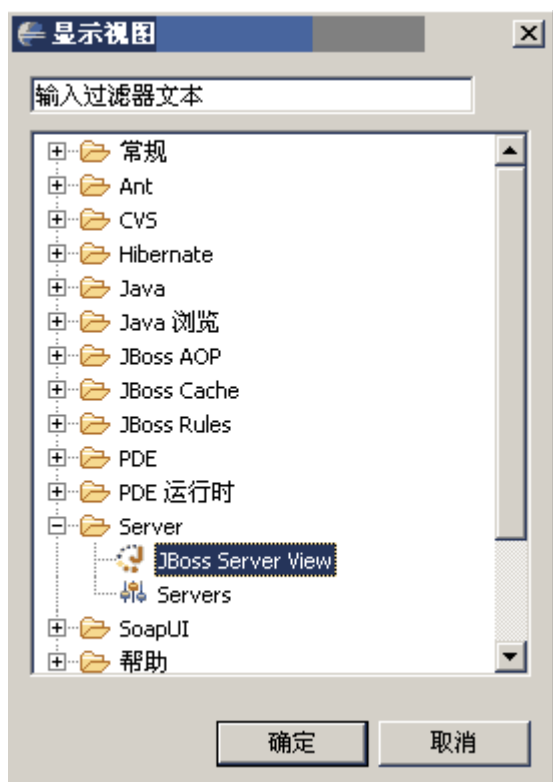 显示视图
输入过滤器文本
常规
Ant
CVS
Hibernate
Java
Java 浏览
JBoss AOP
JBoss Cache
JBoss Rules
PDE
PDE 运行时
Server
JBoss Server View
Servers
SoapUI
帮助
确定 取消